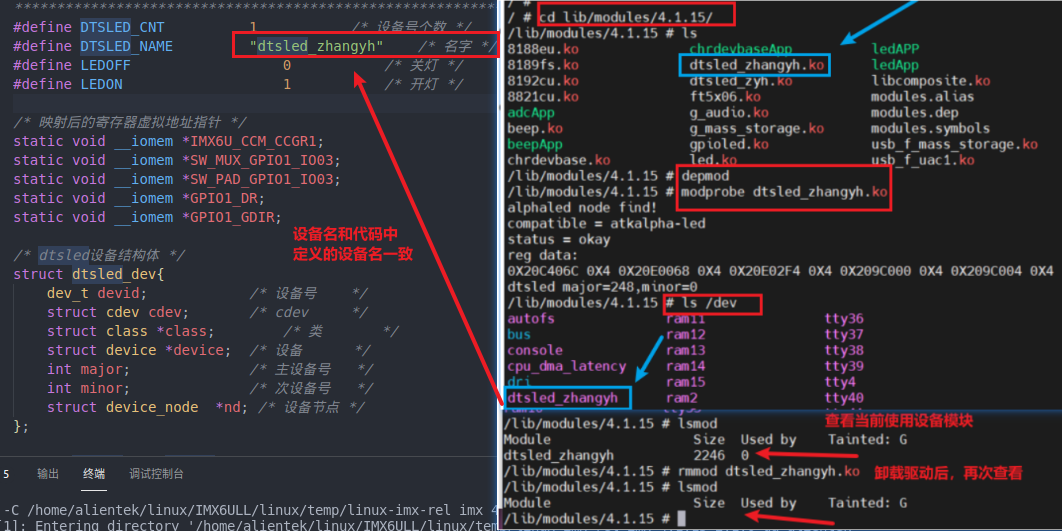 #define DTSLED_CNT 1 /* 设备号个数 */
#define DTSLED_NAME "dtsled_zhangyh" /* 名字 */
#define LEDOFF 0 /* 关灯 */
#define LEDON 1 /* 开灯 */
/* 映射后的寄存器虚拟地址指针 */
static void __iomem *IMX6U_CCM_CCGR1;
static void __iomem *SW_MUX_GPIO1_IO03;
static void __iomem *SW_PAD_GPIO1_IO03;
static void __iomem *GPIO1_DR;
static void __iomem *GPIO1_GDIR;
设备名和代码中
定义的设备名一致
/* dtsled设备结构体 */
struct dtsled_dev{
dev_t devid; /* 设备号 */
struct cdev cdev; /* cdev */
struct class *class; /* 类 */
struct device *device; /* 设备 */
int major; /* 主设备号 */
int minor; /* 次设备号 */
struct device_node *nd; /* 设备节点 */
};
5 输出 终端 调试控制台
-C /home/alientek/linux/IMX6ULL/linux/temp/linux-imx-rel imx 4
[1]: Entering directory '/home/alientek/linux/IMX6ULL/linux/tem
/ #
/ # cd lib/modules/4.1.15/
/lib/modules/4.1.15 # ls
8188eu.ko chrdevbaseApp ledAPP
8189fs.ko dtsled_zhangyh.ko ledApp
8192cu.ko dtsled_zyh.ko libcomposite.ko
8821cu.ko ft5x06.ko modules.alias
adcApp g_audio.ko modules.dep
beep.ko g_mass_storage.ko modules.symbols
beepApp gpioled.ko usb_f_mass_storage.ko
chrdevbase.ko led.ko usb_f_uac1.ko
/lib/modules/4.1.15 # depmod
/lib/modules/4.1.15 # modprobe dtsled_zhangyh.ko
alphaled node find!
compatible = atkalpha-led
status = okay
reg data:
0X20C406C 0X4 0X20E0068 0X4 0X20E02F4 0X4 0X209C000 0X4 0X209C004 0X4
dtsled major=248,minor=0
/lib/modules/4.1.15 # ls /dev
autofs ram11 tty36
bus ram12 tty37
console ram13 tty38
cpu_dma_latency ram14 tty39
dri ram15 tty4
dtsled_zhangyh ram2 tty40
查看当前使用设备模块
/lib/modules/4.1.15 # lsmod
Module Size Used by Tainted: G
dtsled_zhangyh 2246 0
/lib/modules/4.1.15 # rmmod dtsled_zhangyh.ko 卸载驱动后，再次查看
/lib/modules/4.1.15 # lsmod
Module Size Used by Tainted: G
/lib/modules/4.1.15 #